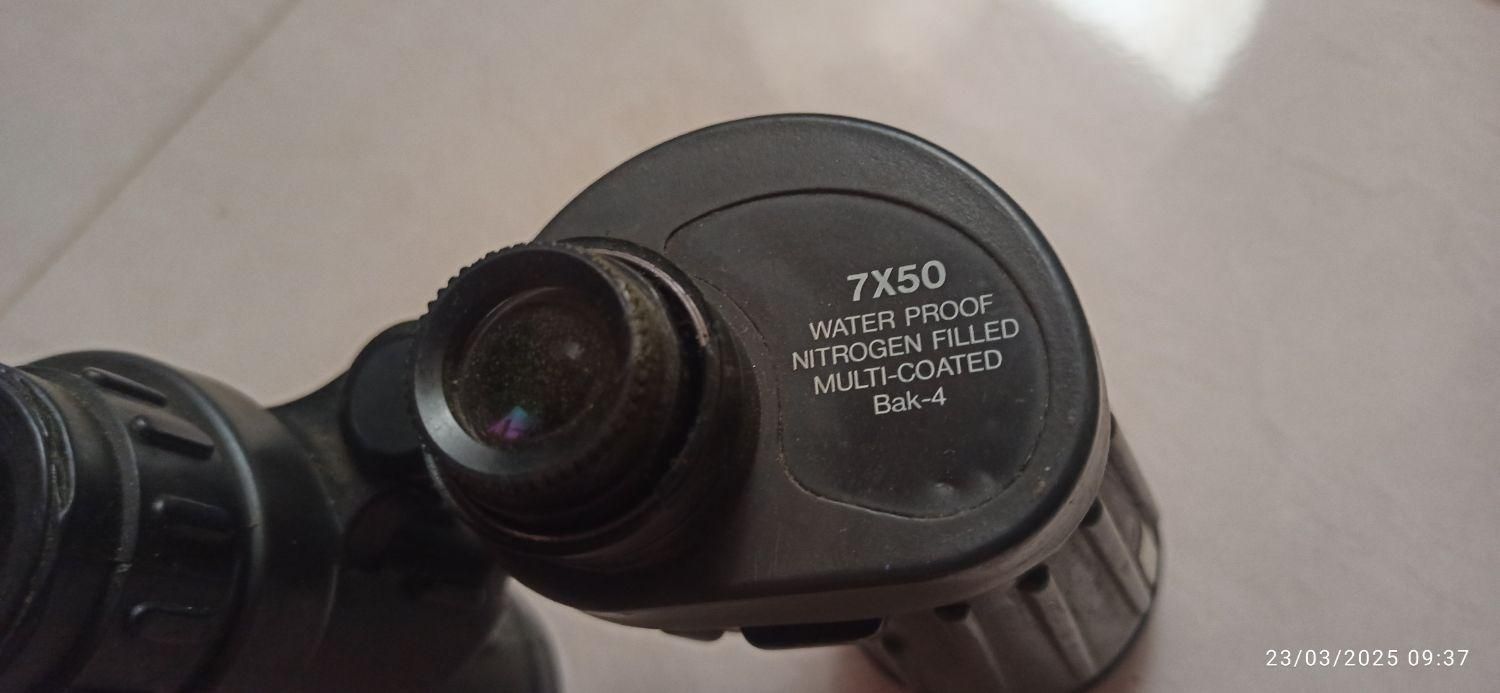 7X50
WATER PROOF
NITROGEN FILLED
MULTI-COATED
Bak-4
23/03/2025 09:37